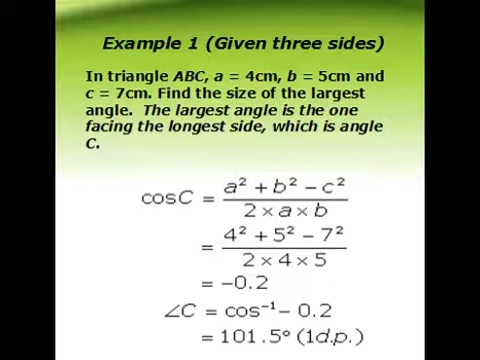 Example 1 (Given three sides)
In triangle ABC, a = 4cm, b = 5cm and
c = 7cm. Find the size of the largest
angle. The largest angle is the one
facing the longest side, which is angle
C.
cosC = (a² + b² − c²) / (2 × a × b)
= (4² + 5² − 7²) / (2 × 4 × 5)
= −0.2
∠C = cos⁻¹ − 0.2
= 101.5° (1d.p.)